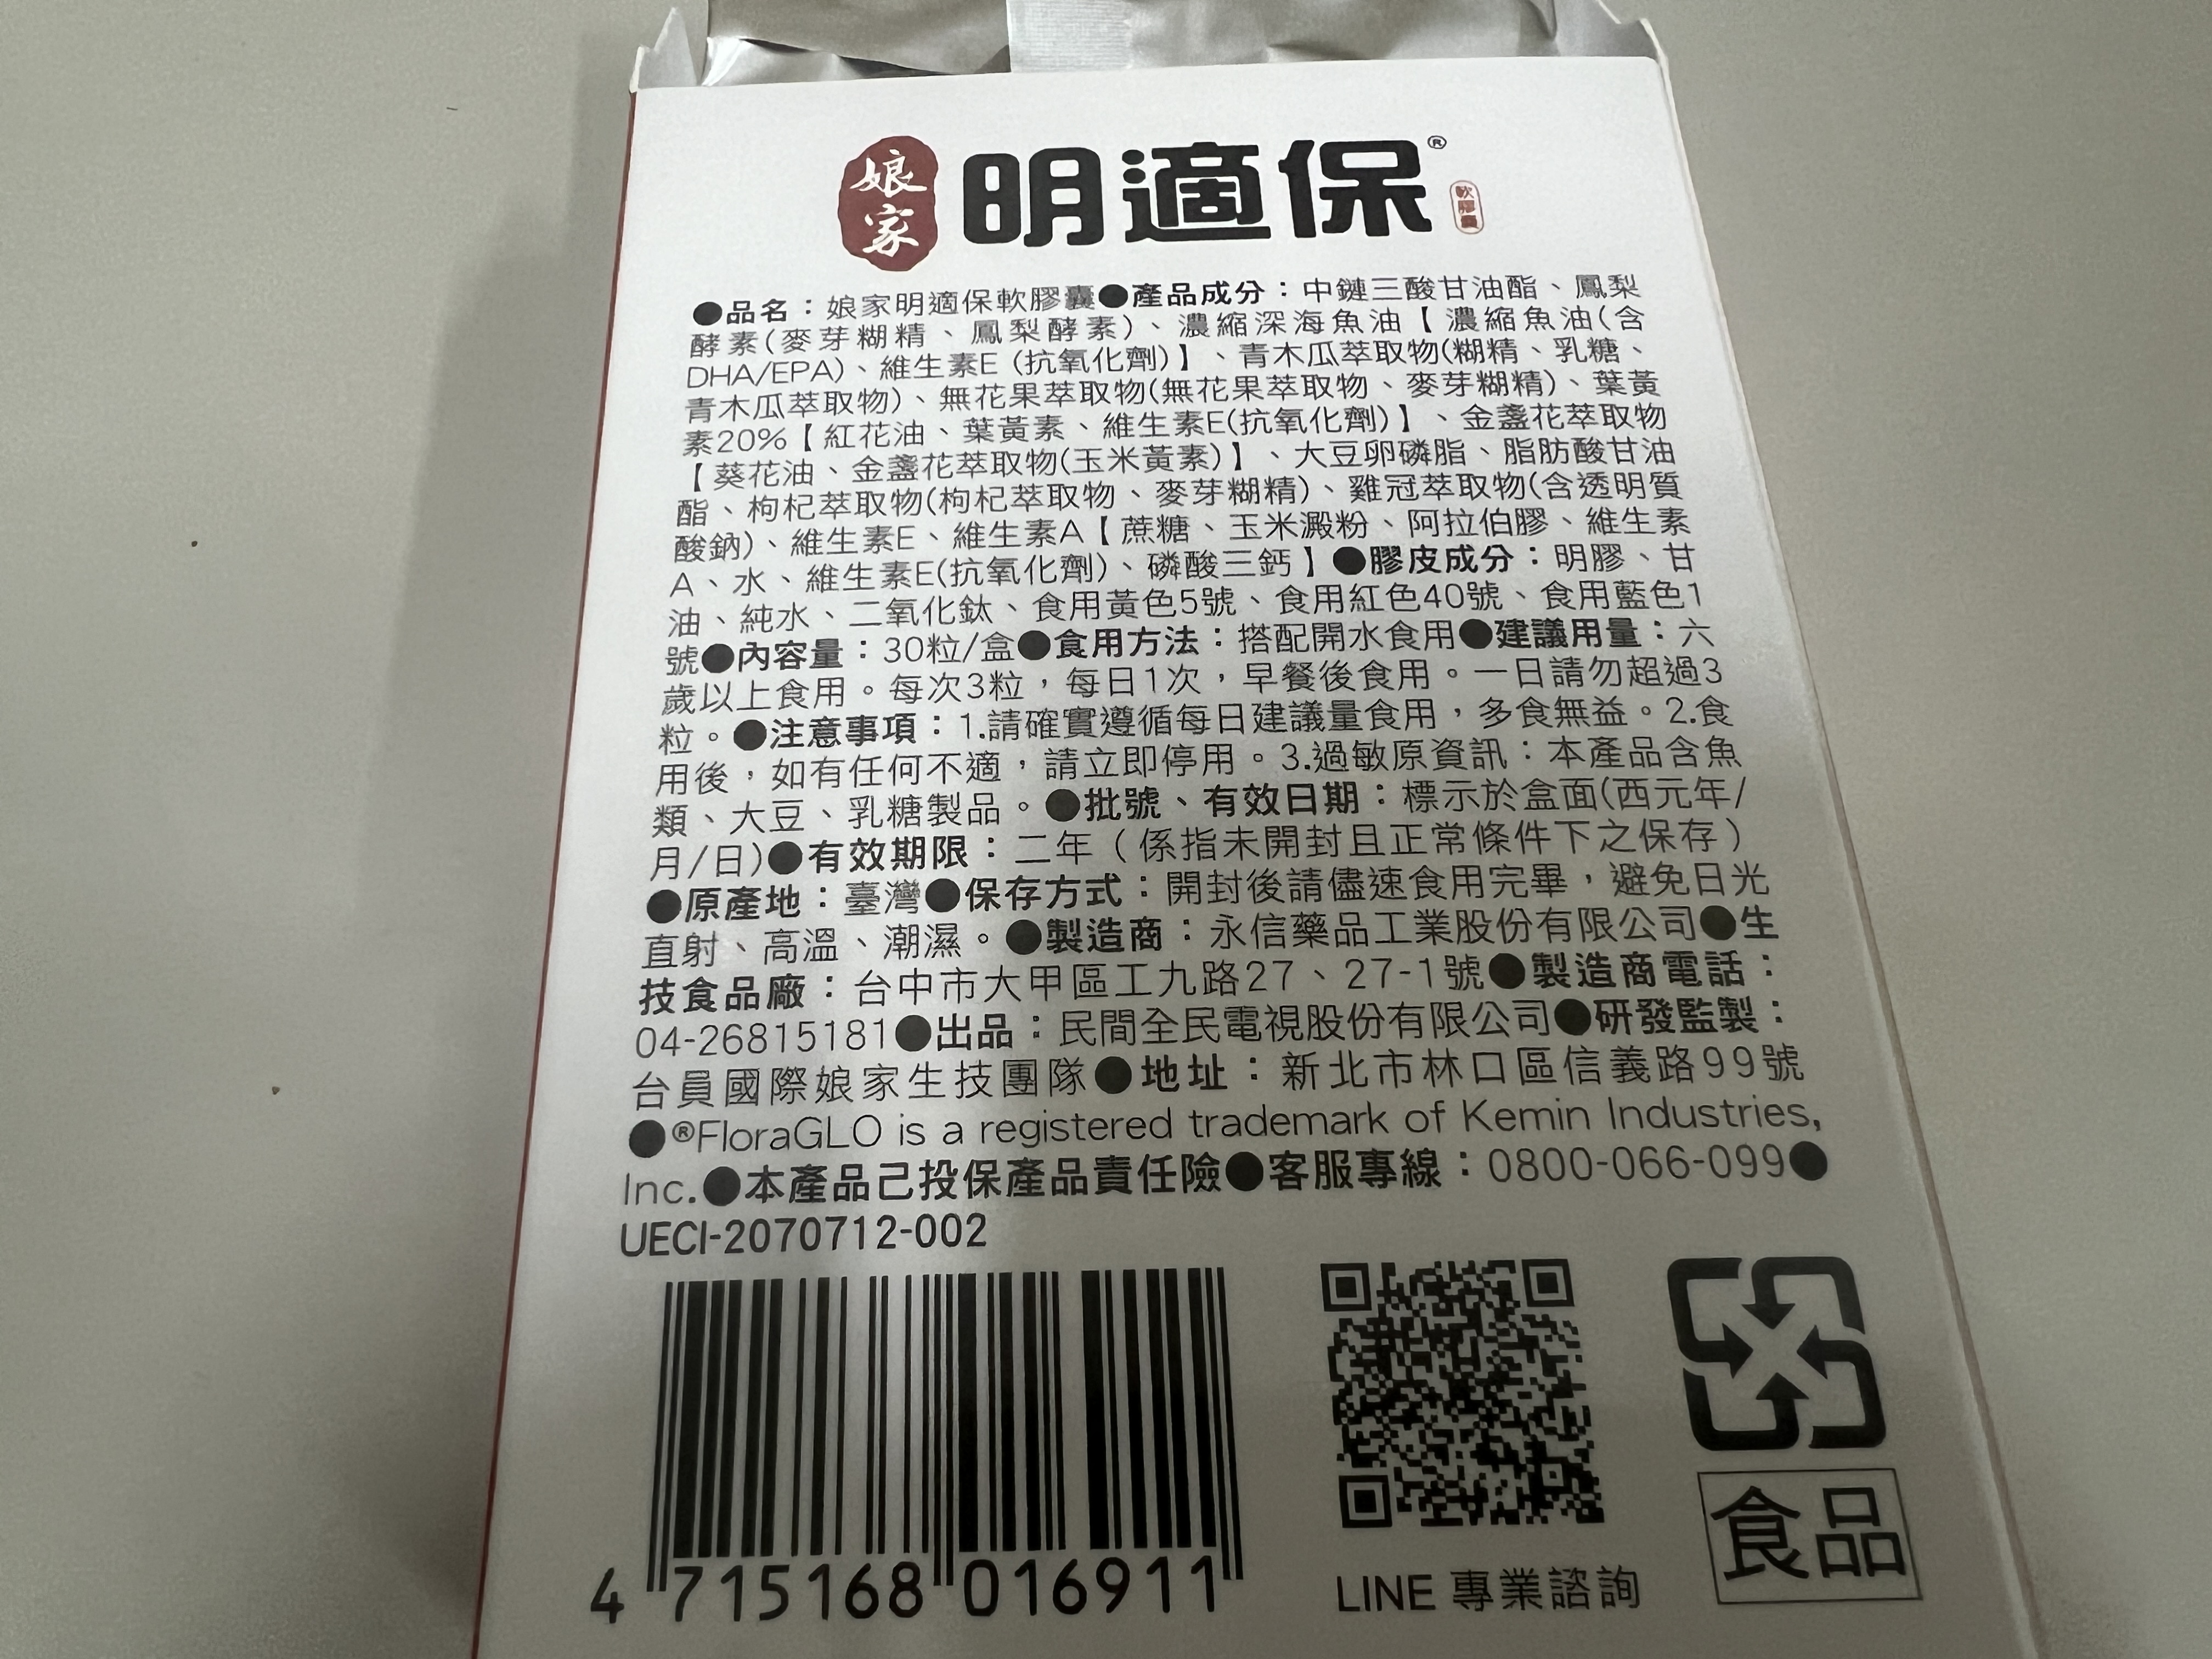 娘家 明適保® 軟膠囊
●品名：娘家明適保軟膠囊●產品成分：中鏈三酸甘油酯、鳳梨
酵素(麥芽糊精、鳳梨酵素)、濃縮深海魚油【濃縮魚油(含
DHA/EPA)、維生素E (抗氧化劑)】、青木瓜萃取物(糊精、乳糖、
青木瓜萃取物)、無花果萃取物(無花果萃取物、麥芽糊精)、葉黃
素20%【紅花油、葉黃素、維生素E(抗氧化劑)】、金盞花萃取物
【葵花油、金盞花萃取物(玉米黃素)】、大豆卵磷脂、脂肪酸甘油
酯、枸杞萃取物(枸杞萃取物、麥芽糊精)、雞冠萃取物(含透明質
酸鈉)、維生素E、維生素A【蔗糖、玉米澱粉、阿拉伯膠、維生素
A、水、維生素E(抗氧化劑)、磷酸三鈣】●膠皮成分：明膠、甘
油、純水、二氧化鈦、食用黃色5號、食用紅色40號、食用藍色1
號●內容量：30粒/盒●食用方法：搭配開水食用●建議用量：六
歲以上食用。每次3粒，每日1次，早餐後食用。一日請勿超過3
粒。●注意事項：1.請確實遵循每日建議量食用，多食無益。2.食
用後，如有任何不適，請立即停用。3.過敏原資訊：本產品含魚
類、大豆、乳糖製品。●批號、有效日期：標示於盒面(西元年/
月/日)●有效期限：二年（係指未開封且正常條件下之保存）
●原產地：臺灣●保存方式：開封後請儘速食用完畢，避免日光
直射、高溫、潮濕。●製造商：永信藥品工業股份有限公司●生
技食品廠：台中市大甲區工九路27、27-1號●製造商電話：
04-26815181●出品：民間全民電視股份有限公司●研發監製：
台員國際娘家生技團隊●地址：新北市林口區信義路99號
●®FloraGLO is a registered trademark of Kemin Industries,
Inc.●本產品己投保產品責任險●客服專線：0800-066-099●
UECI-2070712-002
4 715168 016911
LINE 專業諮詢
食品